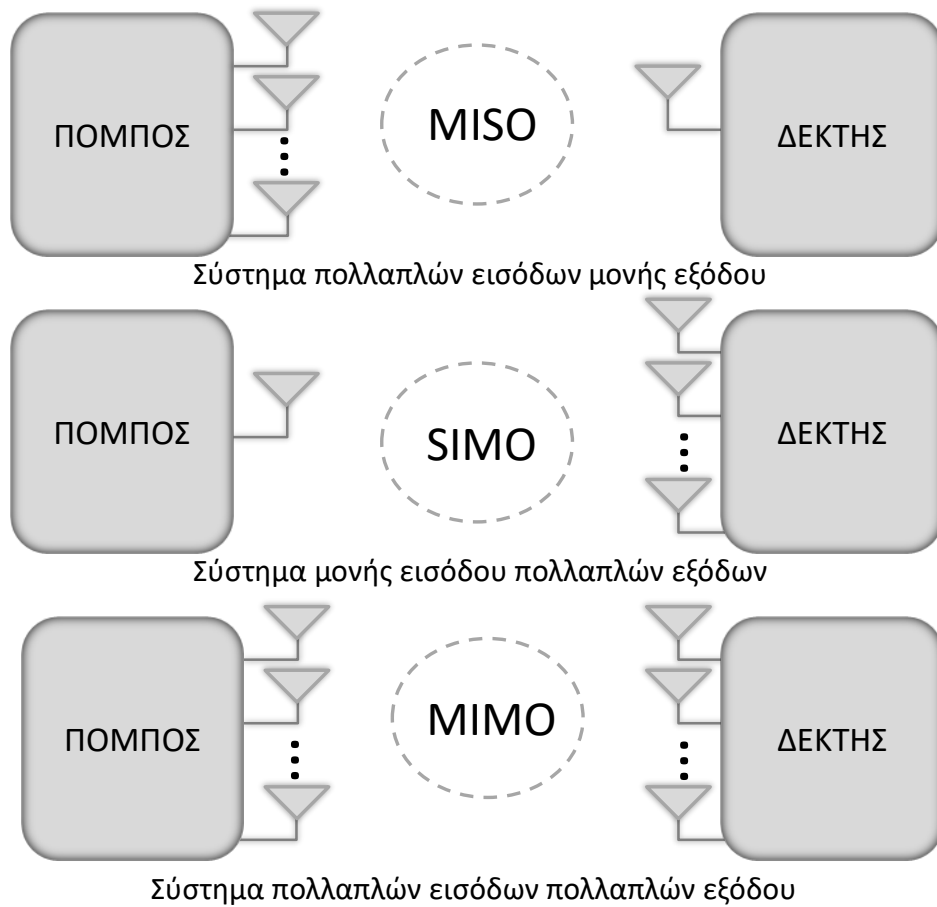 ΠΟΜΠΟΣ
MISO
ΔΕΚΤΗΣ
Σύστημα πολλαπλών εισόδων μονής εξόδου
ΠΟΜΠΟΣ
SIMO
ΔΕΚΤΗΣ
Σύστημα μονής εισόδου πολλαπλών εξόδων
ΠΟΜΠΟΣ
MIMO
ΔΕΚΤΗΣ
Σύστημα πολλαπλών εισόδων πολλαπλών εξόδου